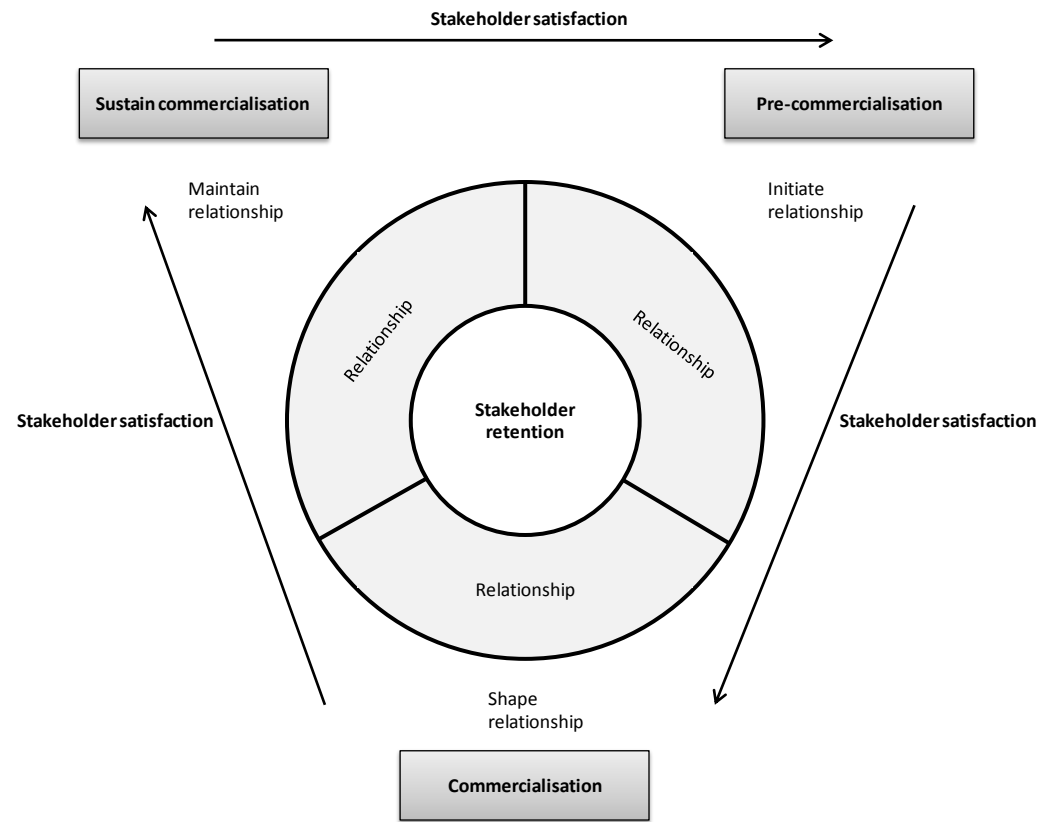 Stakeholder satisfaction
Sustain commercialisation
Pre-commercialisation
Maintain
relationship
Initiate
relationship
Relationship
Relationship
Stakeholder
retention
Stakeholder satisfaction
Stakeholder satisfaction
Relationship
Shape
relationship
Commercialisation